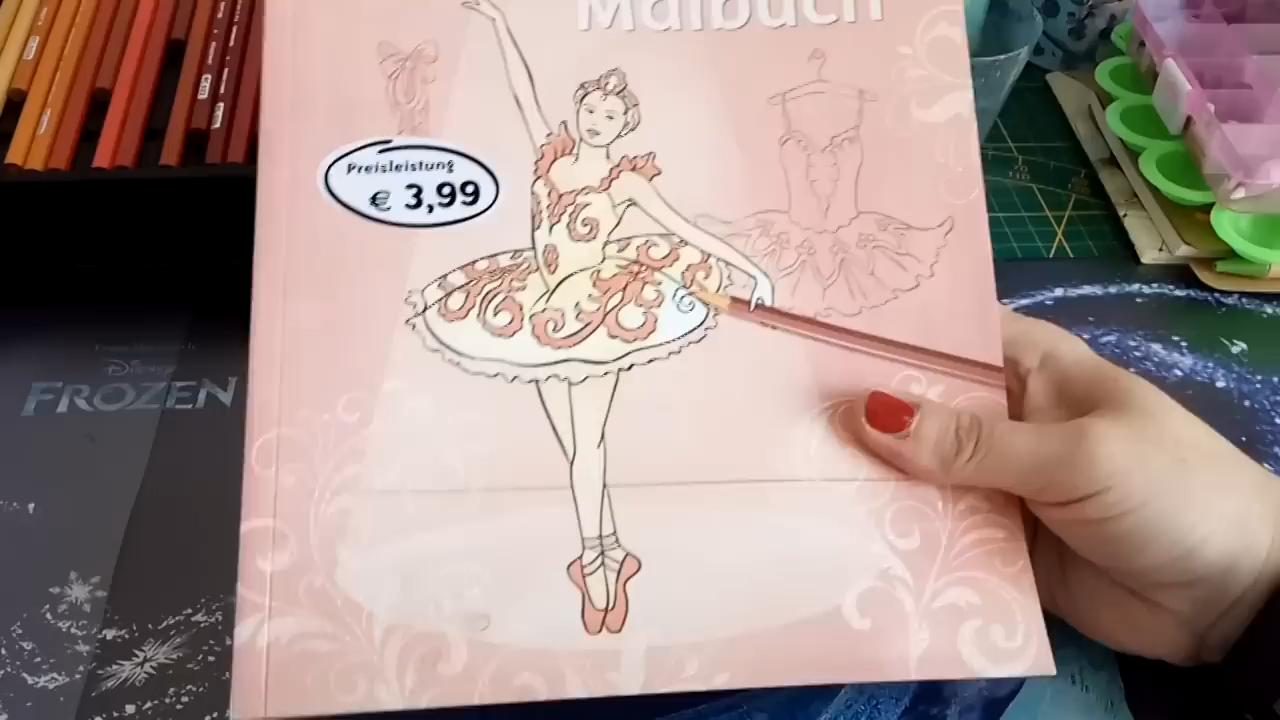 Malbuch
Preisleistung
€ 3,99
Disney
FROZEN